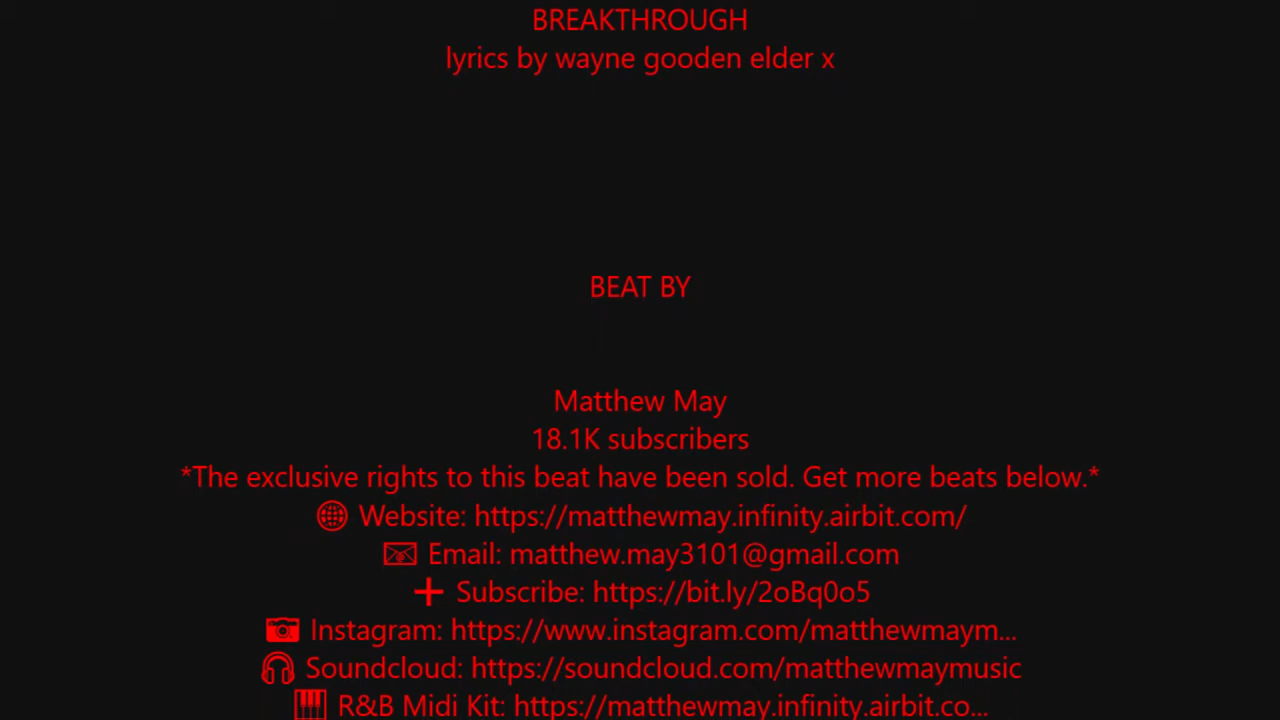 BREAKTHROUGH
lyrics by wayne gooden elder x
BEAT BY
Matthew May
18.1K subscribers
*The exclusive rights to this beat have been sold. Get more beats below.*
Website: https://matthewmay.infinity.airbit.com/
Email: matthew.may3101@gmail.com
Subscribe: https://bit.ly/2oBq0o5
Instagram: https://www.instagram.com/matthewmaym...
Soundcloud: https://soundcloud.com/matthewmaymusic
R&B Midi Kit: https://matthewmay.infinity.airbit.co...